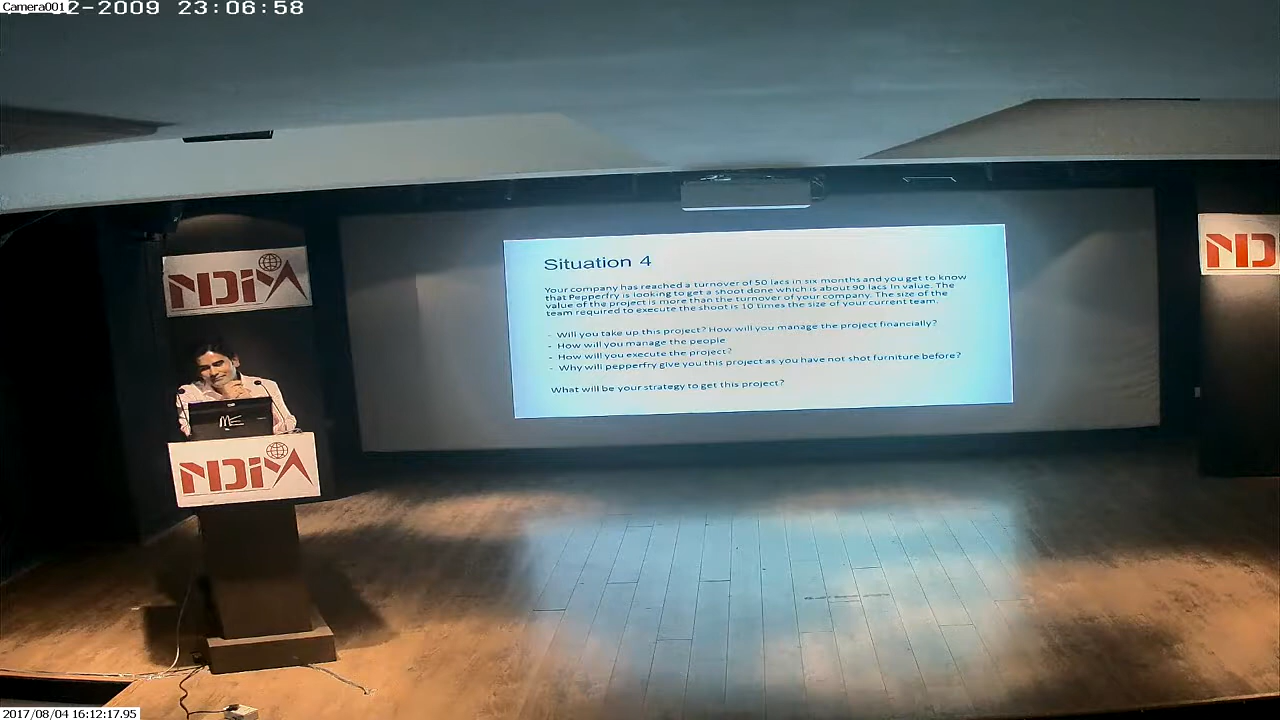 Camera001
2-2009 23:06:58
NDIM
ND
Situation 4
Your company has reached a turnover of 50 lacs in six months and you get to know
that Pepperfry is looking to get a shoot done which is about 90 lacs in value. The
value of the project is more than the turnover of your company. The size of the
team required to execute the shoot is 10 times the size of your current team.
- Will you take up this project? How will you manage the project financially?
- How will you manage the people
- How will you execute the project?
- Why will pepperfry give you this project as you have not shot furniture before?
What will be your strategy to get this project?
ME
NDIM
2017/08/04 16:12:17.95